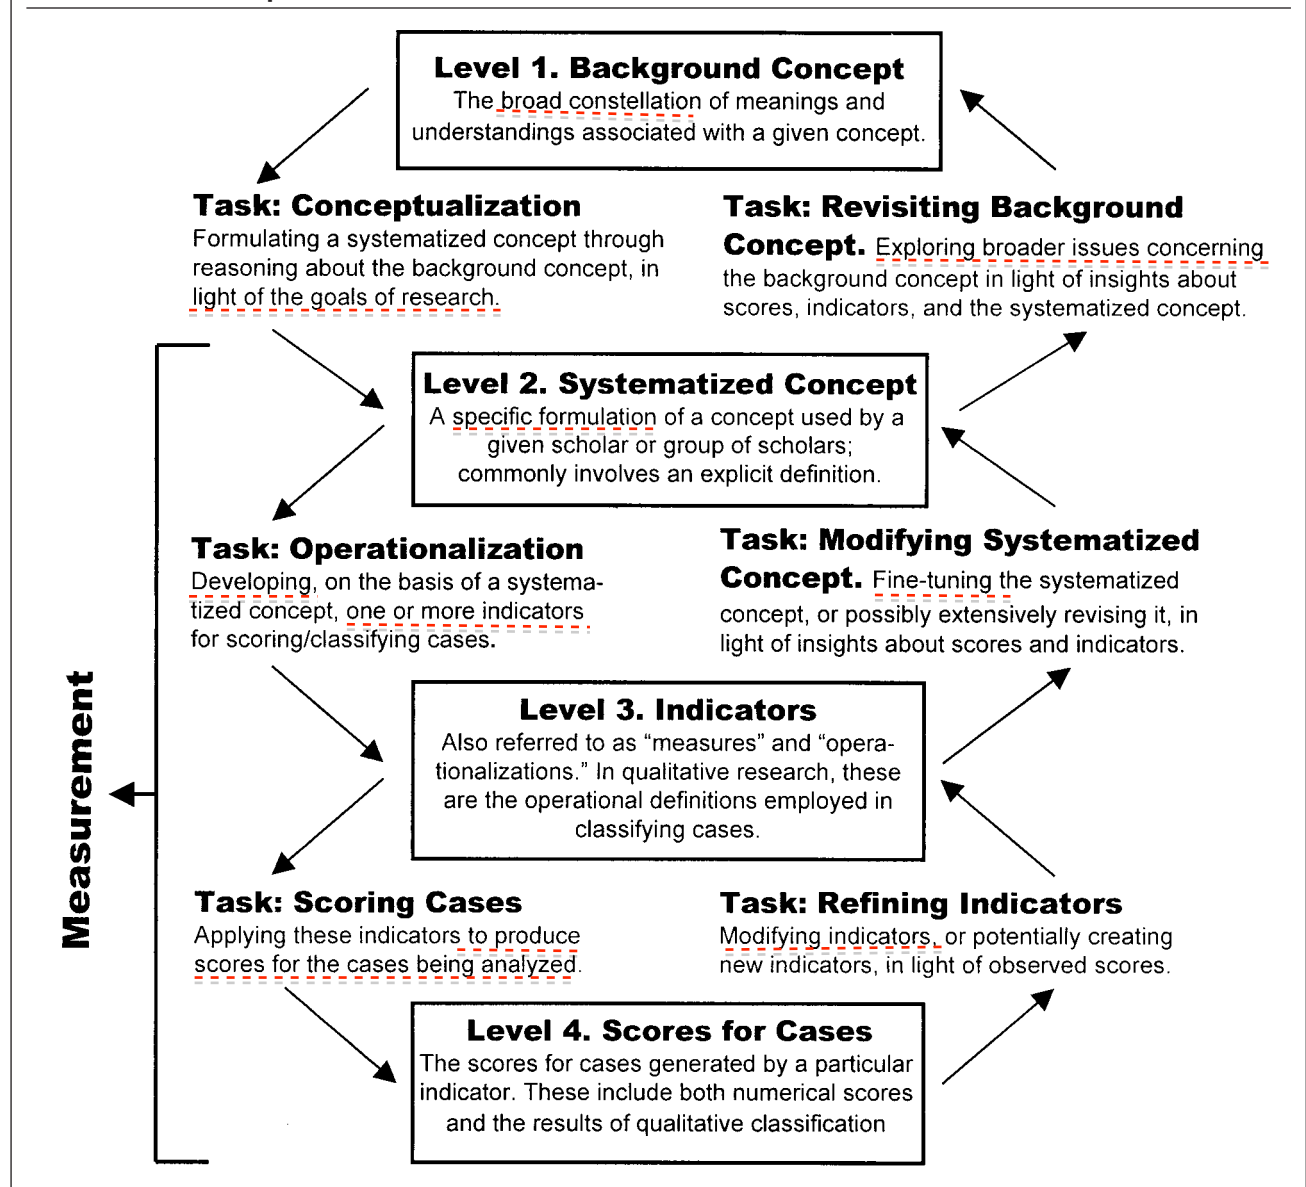 Level 1. Background Concept
The broad constellation of meanings and
understandings associated with a given concept.
Task: Conceptualization
Formulating a systematized concept through
reasoning about the background concept, in
light of the goals of research.
Task: Revisiting Background
Concept. Exploring broader issues concerning
the background concept in light of insights about
scores, indicators, and the systematized concept.
Level 2. Systematized Concept
A specific formulation of a concept used by a
given scholar or group of scholars;
commonly involves an explicit definition.
Task: Operationalization
Developing, on the basis of a systema-
tized concept, one or more indicators
for scoring/classifying cases.
Task: Modifying Systematized
Concept. Fine-tuning the systematized
concept, or possibly extensively revising it, in
light of insights about scores and indicators.
Measurement
Level 3. Indicators
Also referred to as “measures” and “opera-
tionalizations.” In qualitative research, these
are the operational definitions employed in
classifying cases.
Task: Scoring Cases
Applying these indicators to produce
scores for the cases being analyzed.
Task: Refining Indicators
Modifying indicators, or potentially creating
new indicators, in light of observed scores.
Level 4. Scores for Cases
The scores for cases generated by a particular
indicator. These include both numerical scores
and the results of qualitative classification